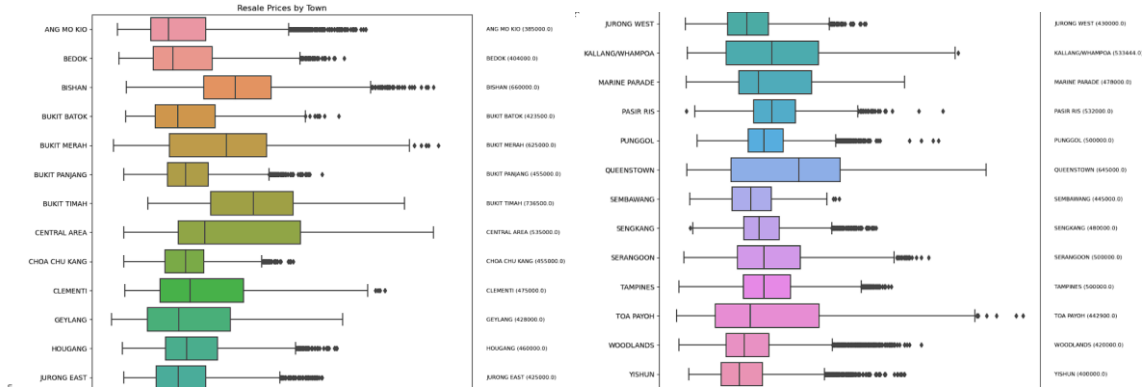 Resale Prices by Town
ANG MO KIO
ANG MO KIO (385000.0)
BEDOK
BEDOK (404000.0)
BISHAN
BISHAN (660000.0)
BUKIT BATOK
BUKIT BATOK (423500.0)
BUKIT MERAH
BUKIT MERAH (625000.0)
BUKIT PANJANG
BUKIT PANJANG (455000.0)
BUKIT TIMAH
BUKIT TIMAH (736500.0)
CENTRAL AREA
CENTRAL AREA (535000.0)
CHOA CHU KANG
CHOA CHU KANG (455000.0)
CLEMENTI
CLEMENTI (475000.0)
GEYLANG
GEYLANG (428000.0)
HOUGANG
HOUGANG (460000.0)
JURONG EAST
JURONG EAST (425000.0)
JURONG WEST
JURONG WEST (430000.0)
KALLANG/WHAMPOA
KALLANG/WHAMPOA (533444.0)
MARINE PARADE
MARINE PARADE (478000.0)
PASIR RIS
PASIR RIS (532000.0)
PUNGGOL
PUNGGOL (500000.0)
QUEENSTOWN
QUEENSTOWN (645000.0)
SEMBAWANG
SEMBAWANG (445000.0)
SENGKANG
SENGKANG (480000.0)
SERANGOON
SERANGOON (500000.0)
TAMPINES
TAMPINES (500000.0)
TOA PAYOH
TOA PAYOH (442900.0)
WOODLANDS
WOODLANDS (420000.0)
YISHUN
YISHUN (400000.0)